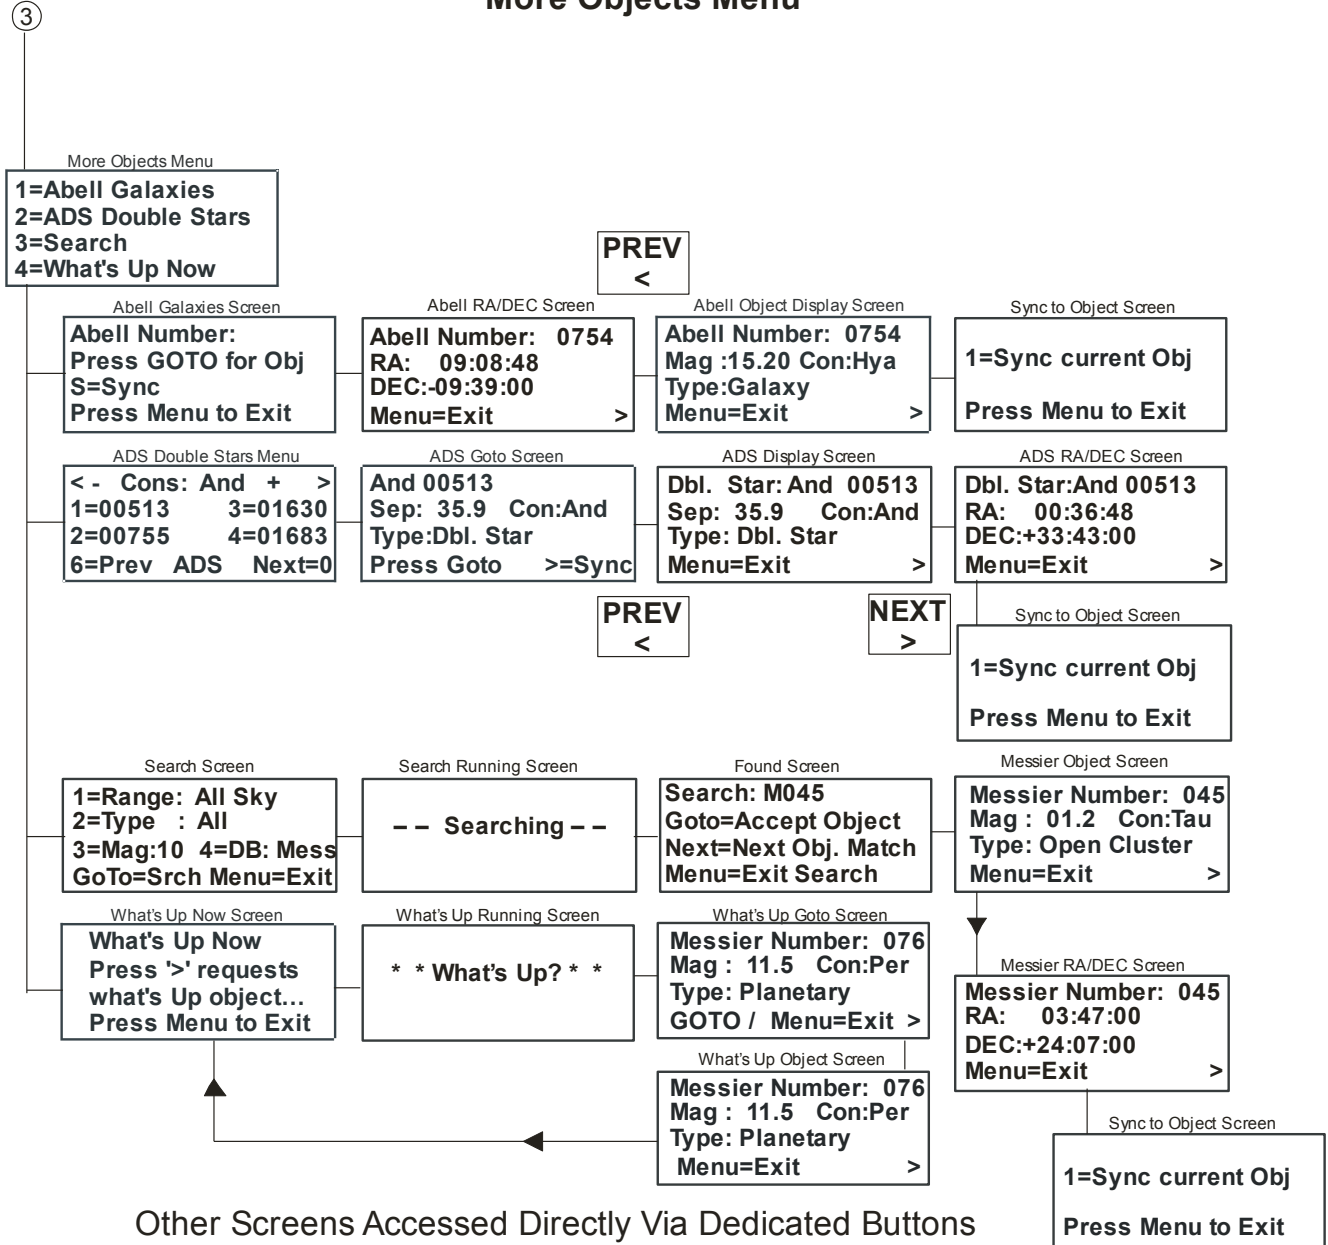 More Objects Menu
3
More Objects Menu
1=Abell Galaxies
2=ADS Double Stars
3=Search
4=What's Up Now
PREV
<
Abell Galaxies Screen
Abell Number:
Press GOTO for Obj
S=Sync
Press Menu to Exit
Abell RA/DEC Screen
Abell Number: 0754
RA: 09:08:48
DEC:-09:39:00
Menu=Exit >
Abell Object Display Screen
Abell Number: 0754
Mag :15.20 Con:Hya
Type:Galaxy
Menu=Exit >
Sync to Object Screen
1=Sync current Obj
Press Menu to Exit
ADS Double Stars Menu
< - Cons: And + >
1=00513 3=01630
2=00755 4=01683
6=Prev ADS Next=0
ADS Goto Screen
And 00513
Sep: 35.9 Con:And
Type:Dbl. Star
Press Goto >=Sync
ADS Display Screen
Dbl. Star: And 00513
Sep: 35.9 Con:And
Type: Dbl. Star
Menu=Exit >
ADS RA/DEC Screen
Dbl. Star:And 00513
RA: 00:36:48
DEC:+33:43:00
Menu=Exit >
PREV
<
NEXT
>
Sync to Object Screen
1=Sync current Obj
Press Menu to Exit
Search Screen
1=Range: All Sky
2=Type : All
3=Mag:10 4=DB: Mess
GoTo=Srch Menu=Exit
Search Running Screen
– – Searching – –
Found Screen
Search: M045
Goto=Accept Object
Next=Next Obj. Match
Menu=Exit Search
Messier Object Screen
Messier Number: 045
Mag : 01.2 Con:Tau
Type: Open Cluster
Menu=Exit >
What's Up Now Screen
What's Up Now
Press '>' requests
what's Up object...
Press Menu to Exit
What's Up Running Screen
* * What's Up? * *
What's Up Goto Screen
Messier Number: 076
Mag : 11.5 Con:Per
Type: Planetary
GOTO / Menu=Exit >
Messier RA/DEC Screen
Messier Number: 045
RA: 03:47:00
DEC:+24:07:00
Menu=Exit >
What's Up Object Screen
Messier Number: 076
Mag : 11.5 Con:Per
Type: Planetary
Menu=Exit >
Sync to Object Screen
1=Sync current Obj
Press Menu to Exit
Other Screens Accessed Directly Via Dedicated Buttons